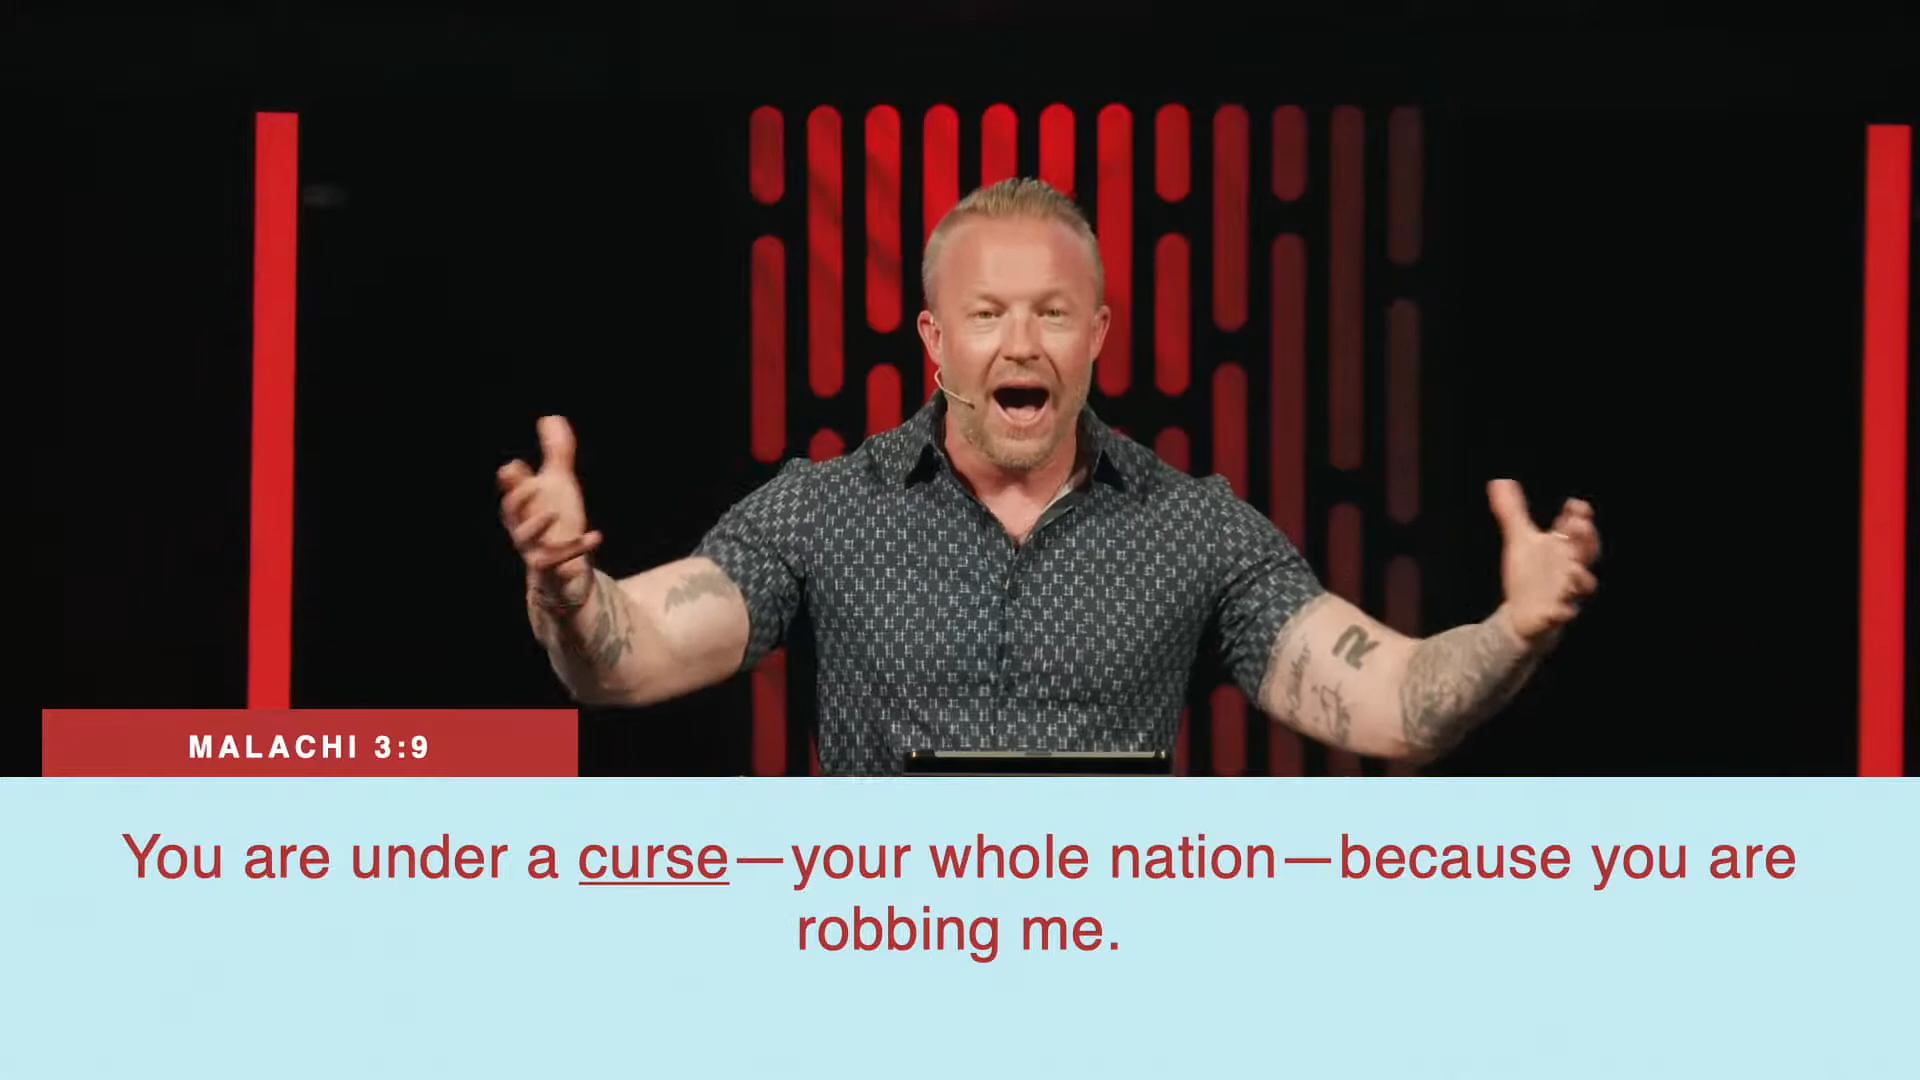 MALACHI 3:9
You are under a curse—your whole nation—because you are
robbing me.